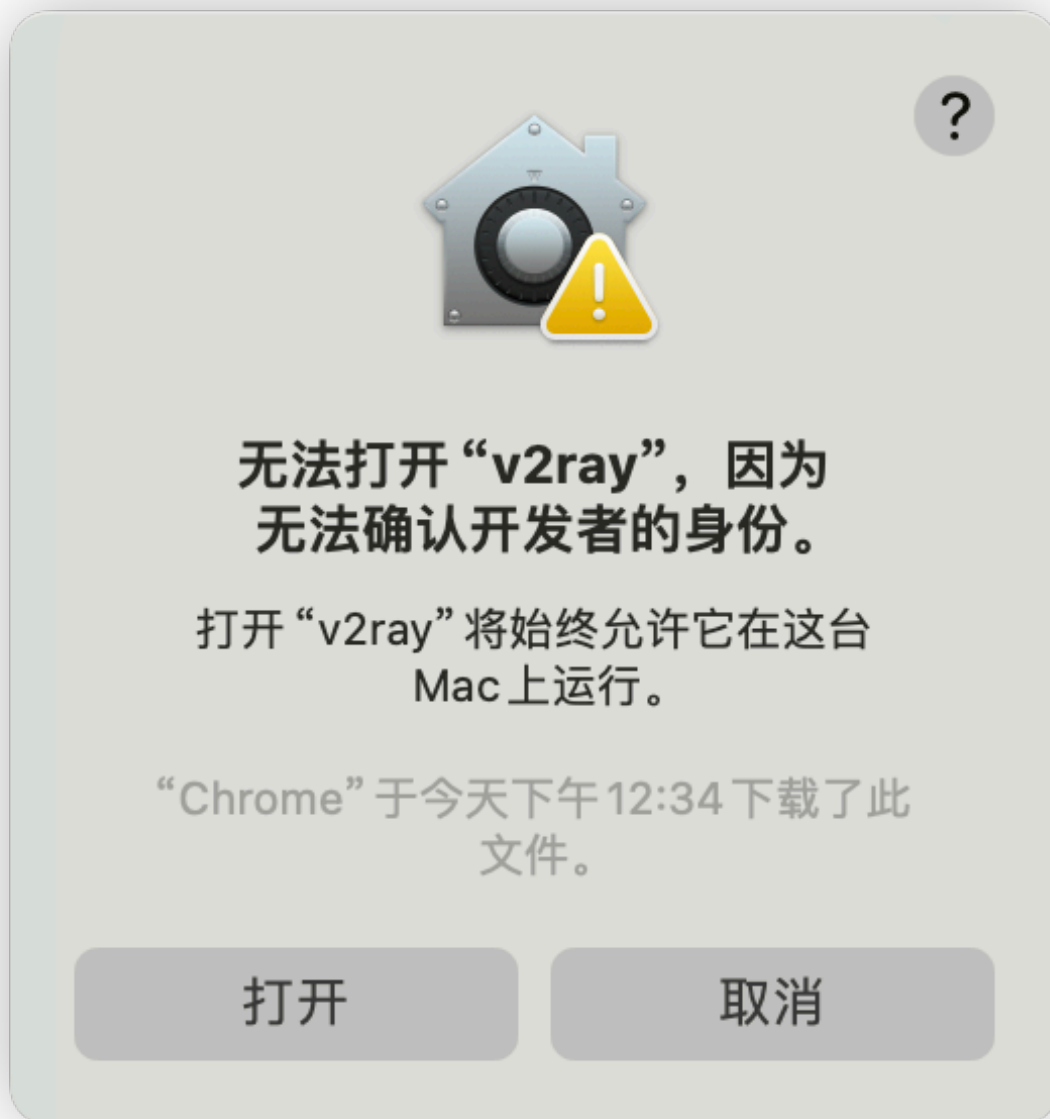 ?
无法打开“v2ray”，因为
无法确认开发者的身份。
打开“v2ray”将始终允许它在这台
Mac上运行。
“Chrome”于今天下午12:34下载了此
文件。
打开
取消